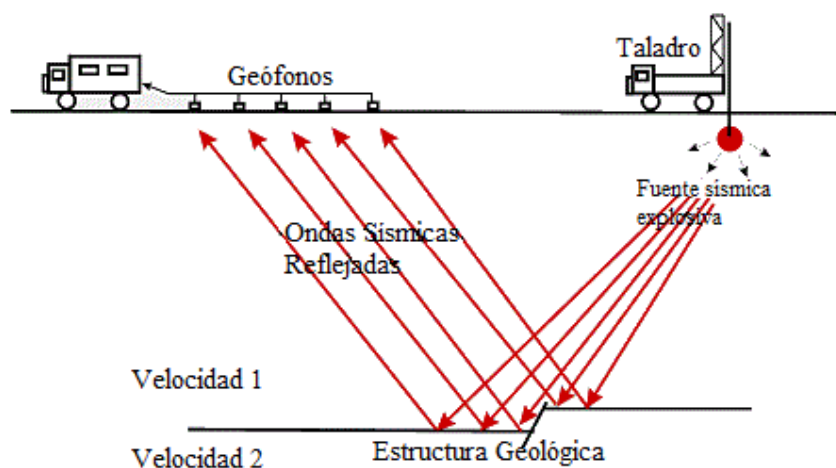 Taladro
Geófonos
Fuente sísmica
explosiva
Ondas Sísmicas
Reflejadas
Velocidad 1
Estructura Geológica
Velocidad 2